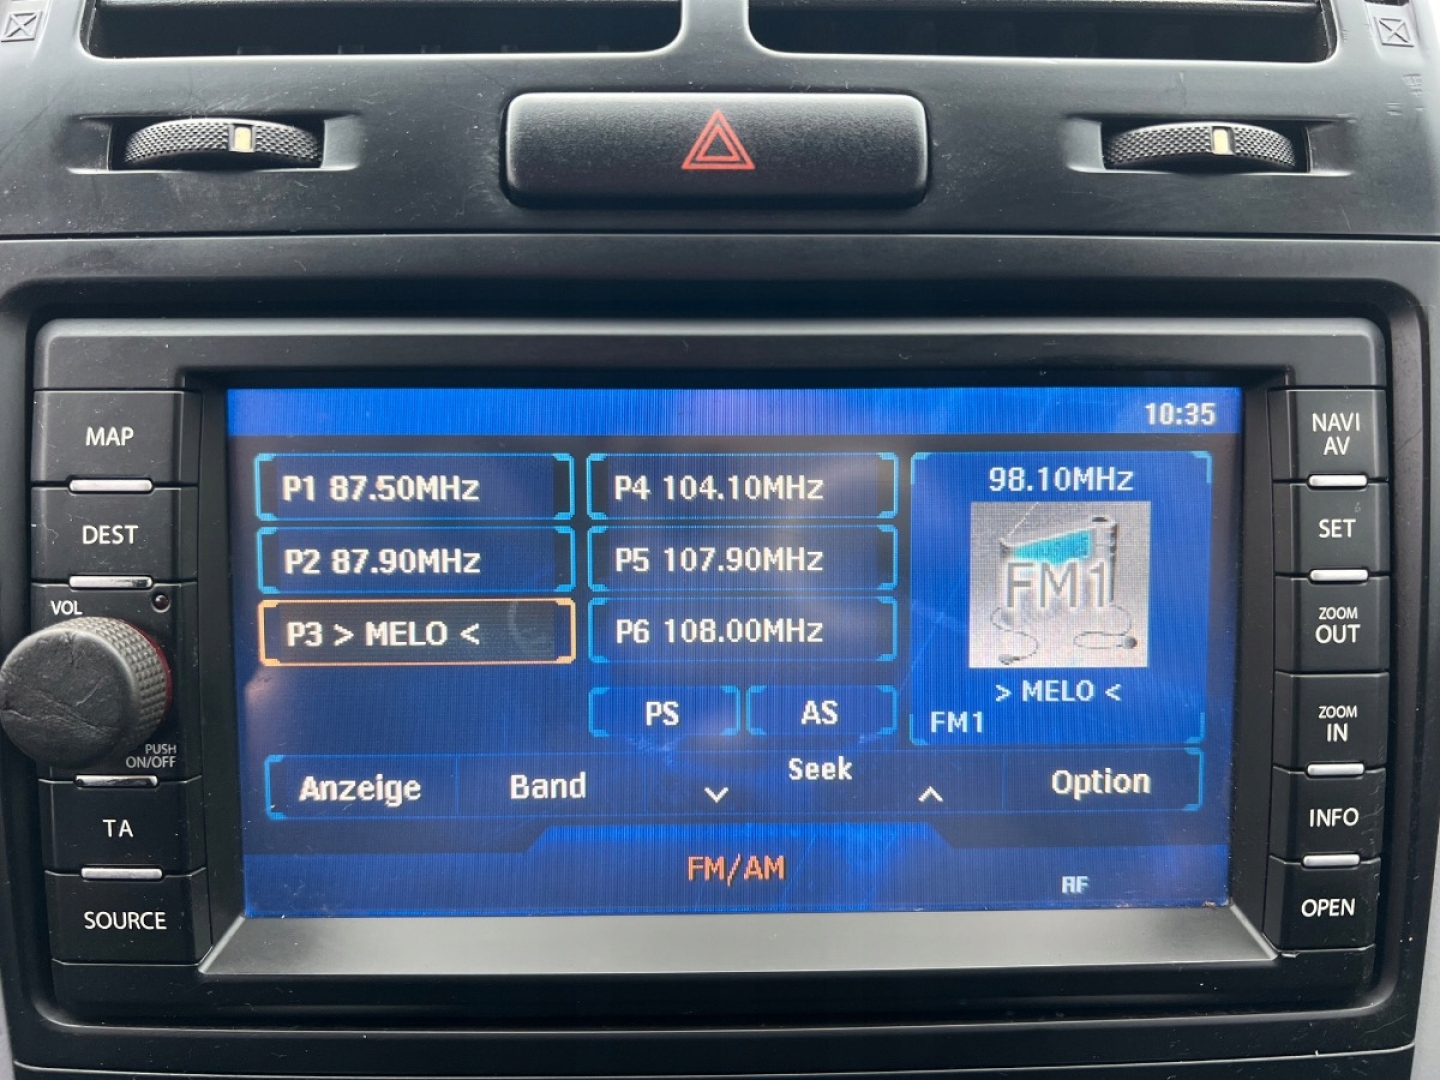 10:35
P1 87.50MHz
P4 104.10MHz
98.10MHz
P2 87.90MHz
P5 107.90MHz
FM1
P3 > MELO <
P6 108.00MHz
> MELO <
PS
AS
FM1
Anzeige
Band
Seek
Option
FM/AM
AF
MAP
DEST
VOL
PUSH
ON/OFF
TA
SOURCE
NAVI
AV
SET
ZOOM
OUT
ZOOM
IN
INFO
OPEN